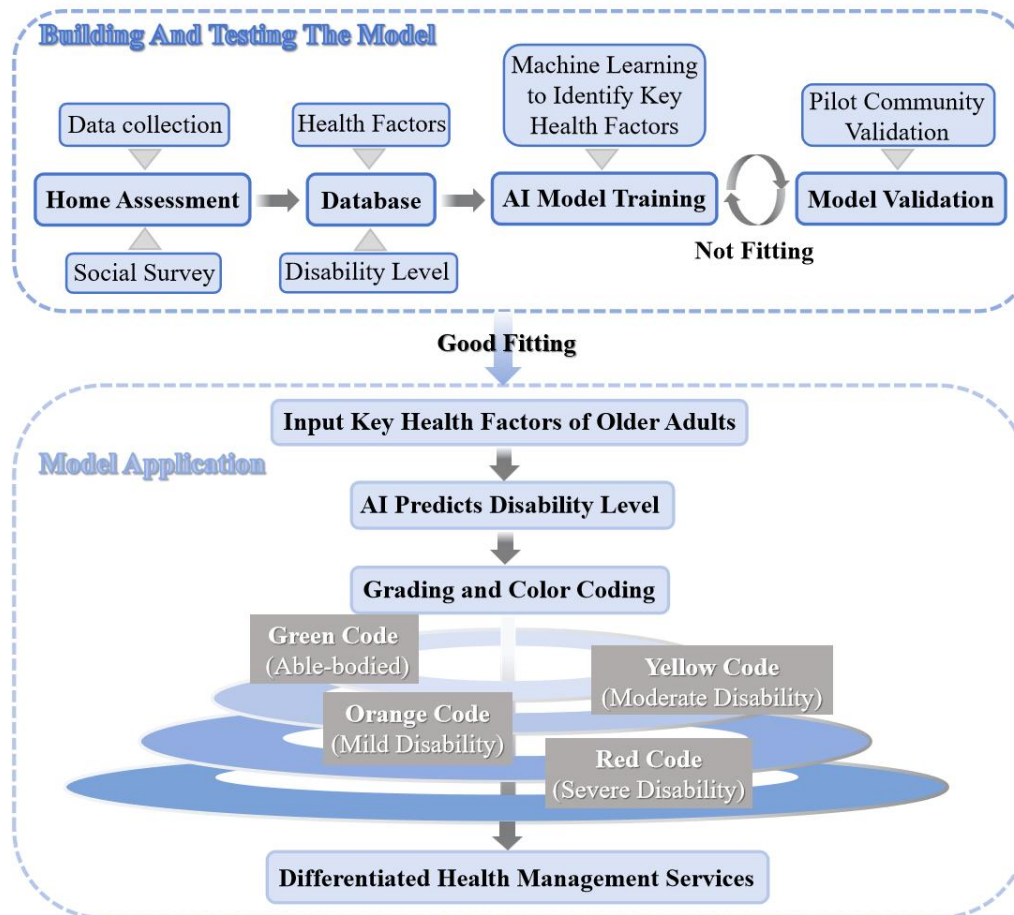 Building And Testing The Model
Data collection
Health Factors
Machine Learning
to Identify Key
Health Factors
Pilot Community
Validation
Home Assessment
Database
AI Model Training
Model Validation
Social Survey
Disability Level
Not Fitting
Good Fitting
Input Key Health Factors of Older Adults
Model Application
AI Predicts Disability Level
Grading and Color Coding
Green Code
(Able-bodied)
Yellow Code
(Moderate Disability)
Orange Code
(Mild Disability)
Red Code
(Severe Disability)
Differentiated Health Management Services